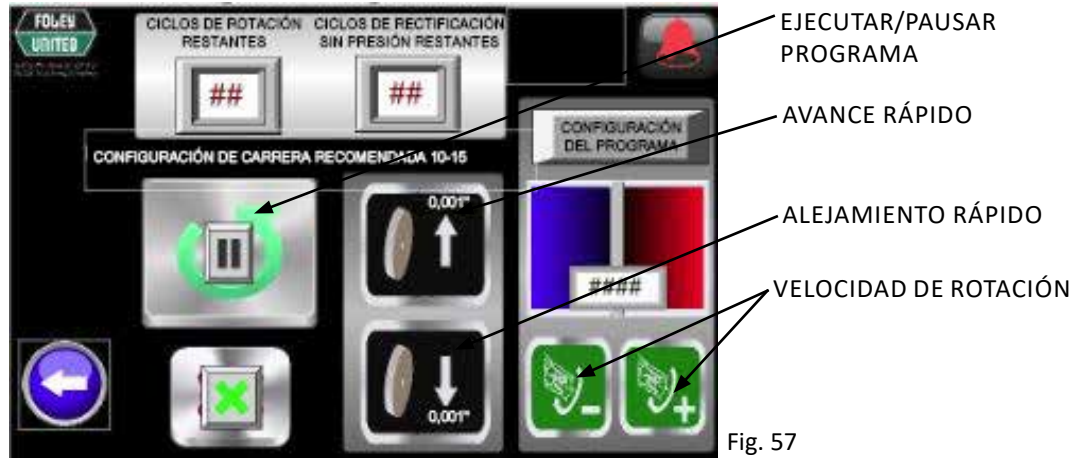 FOLEY
UNITED
CICLOS DE ROTACIÓN
RESTANTES
##
CICLOS DE RECTIFICACIÓN
SIN PRESIÓN RESTANTES
##
CONFIGURACIÓN DE CARRERA RECOMENDADA 10-15
0,001"
0,001"
CONFIGURACIÓN
DEL PROGRAMA
####
-
+
EJECUTAR/PAUSAR
PROGRAMA
AVANCE RÁPIDO
ALEJAMIENTO RÁPIDO
VELOCIDAD DE ROTACIÓN
Fig. 57